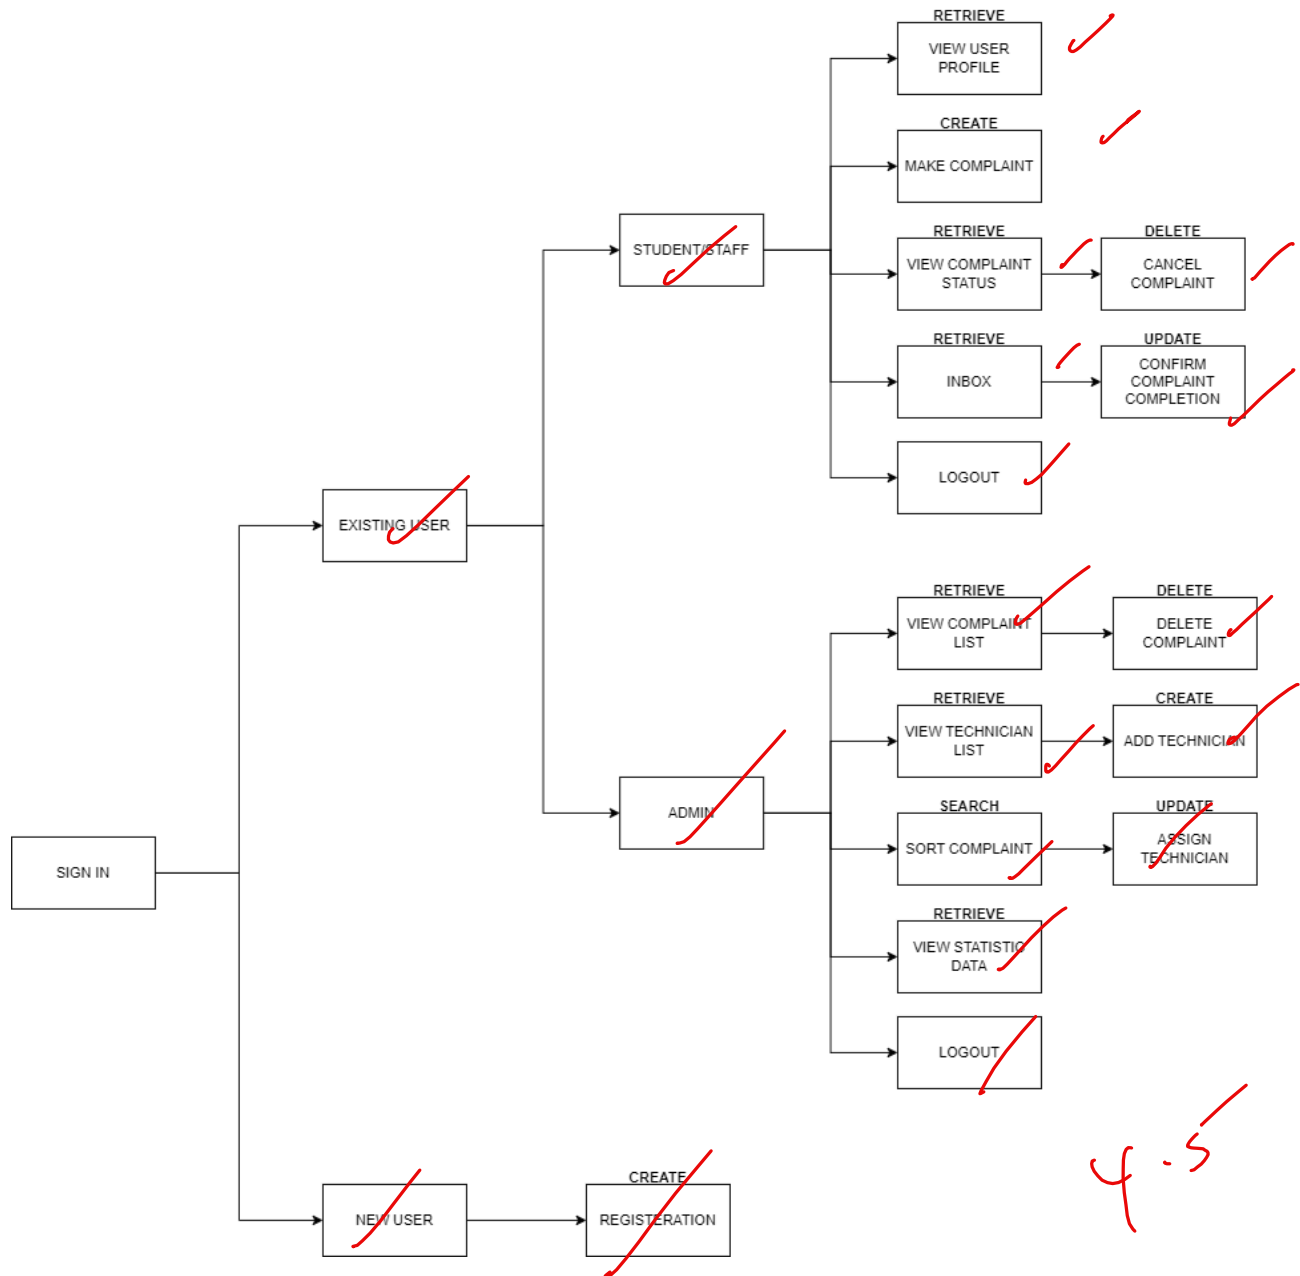 RETRIEVE
VIEW USER
PROFILE
CREATE
MAKE COMPLAINT
STUDENT/STAFF
RETRIEVE
VIEW COMPLAINT
STATUS
DELETE
CANCEL
COMPLAINT
RETRIEVE
INBOX
UPDATE
CONFIRM
COMPLAINT
COMPLETION
LOGOUT
EXISTING USER
RETRIEVE
VIEW COMPLAINT
LIST
DELETE
DELETE
COMPLAINT
RETRIEVE
VIEW TECHNICIAN
LIST
CREATE
ADD TECHNICIAN
ADMIN
SEARCH
SORT COMPLAINT
UPDATE
ASSIGN
TECHNICIAN
SIGN IN
RETRIEVE
VIEW STATISTIC
DATA
LOGOUT
NEW USER
CREATE
REGISTERATION
4.5